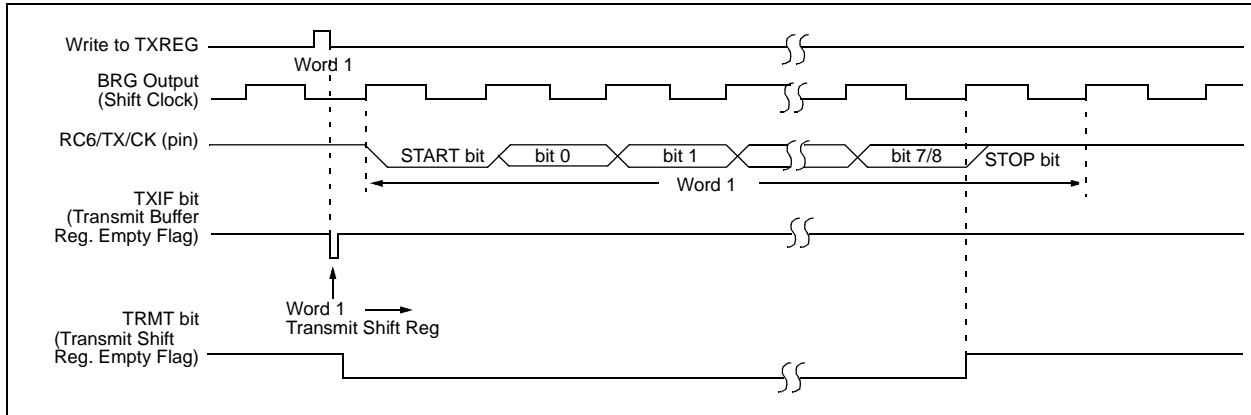 Write to TXREG
Word 1
BRG Output
(Shift Clock)
RC6/TX/CK (pin)
START bit
bit 0
bit 1
bit 7/8
STOP bit
Word 1
TXIF bit
(Transmit Buffer
Reg. Empty Flag)
Word 1
Transmit Shift Reg
TRMT bit
(Transmit Shift
Reg. Empty Flag)